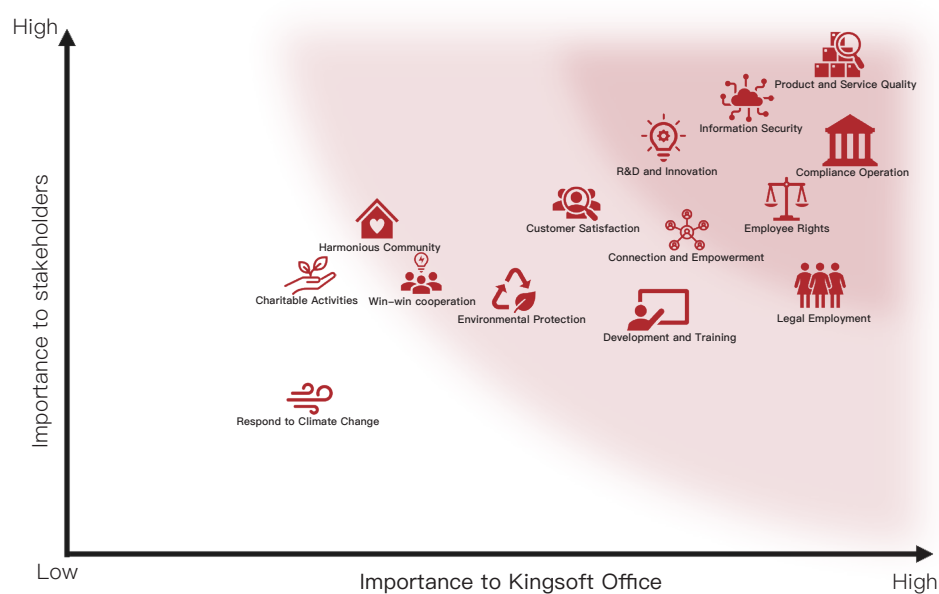 High
Product and Service Quality
Information Security
R&D and Innovation
Compliance Operation
Customer Satisfaction
Employee Rights
Harmonious Community
Connection and Empowerment
Charitable Activities
Win-win cooperation
Environmental Protection
Legal Employment
Development and Training
Respond to Climate Change
Importance to stakeholders
Low
Importance to Kingsoft Office
High